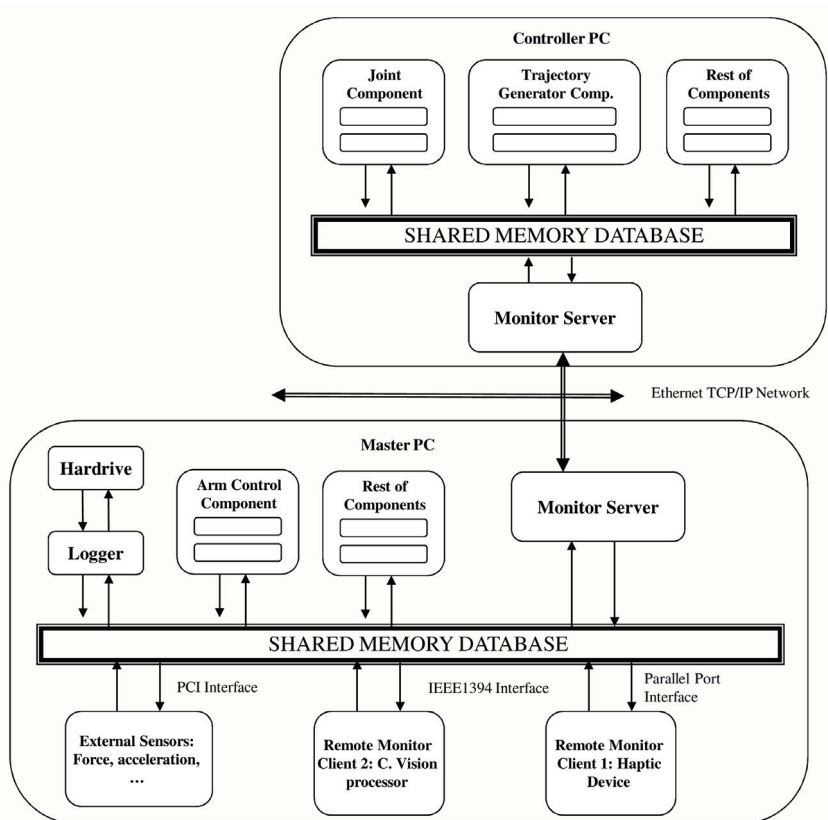 Controller PC
Joint
Component
Trajectory
Generator Comp.
Rest of
Components
SHARED MEMORY DATABASE
Monitor Server
Ethernet TCP/IP Network
Master PC
Hardrive
Logger
Arm Control
Component
Rest of
Components
Monitor Server
SHARED MEMORY DATABASE
PCI Interface
IEEE1394 Interface
Parallel Port
Interface
External Sensors:
Force, acceleration,
…
Remote Monitor
Client 2: C. Vision
processor
Remote Monitor
Client 1: Haptic
Device